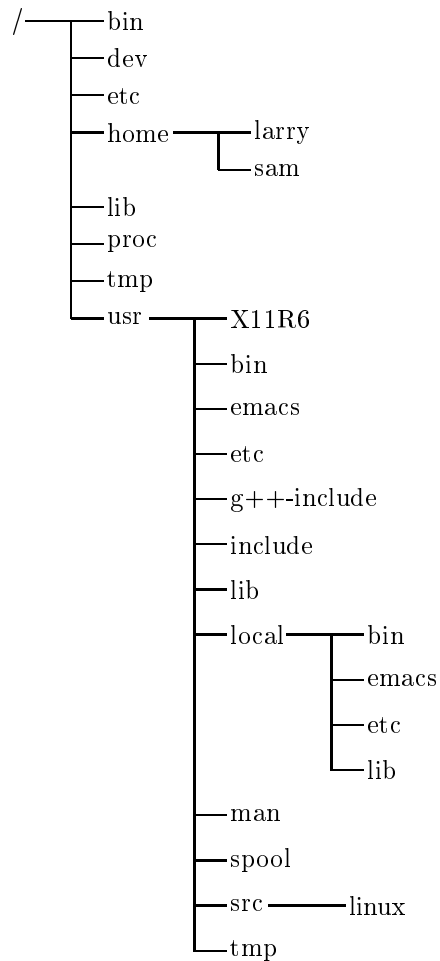 / bin
dev
etc
home larry
sam
lib
proc
tmp
usr X11R6
bin
emacs
etc
g++-include
include
lib
local bin
emacs
etc
lib
man
spool
src linux
tmp